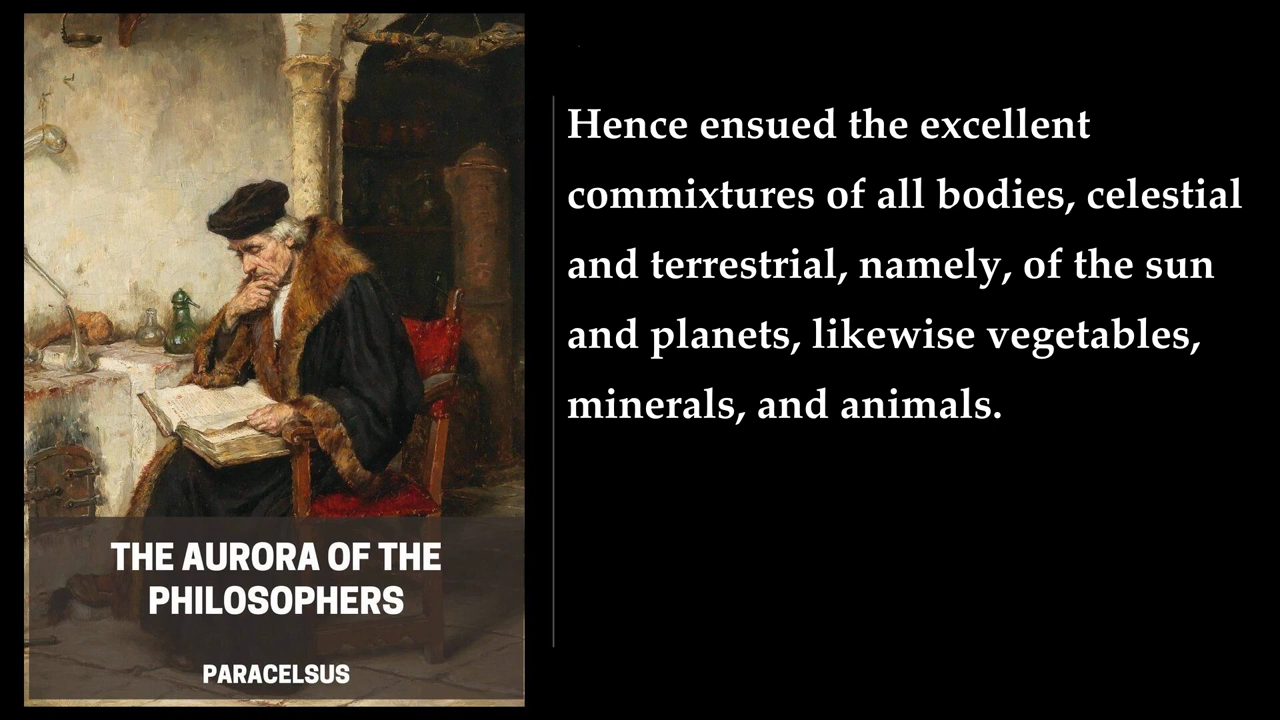 Hence ensued the excellent
commixtures of all bodies, celestial
and terrestrial, namely, of the sun
and planets, likewise vegetables,
minerals, and animals.
THE AURORA OF THE
PHILOSOPHERS
PARACELSUS